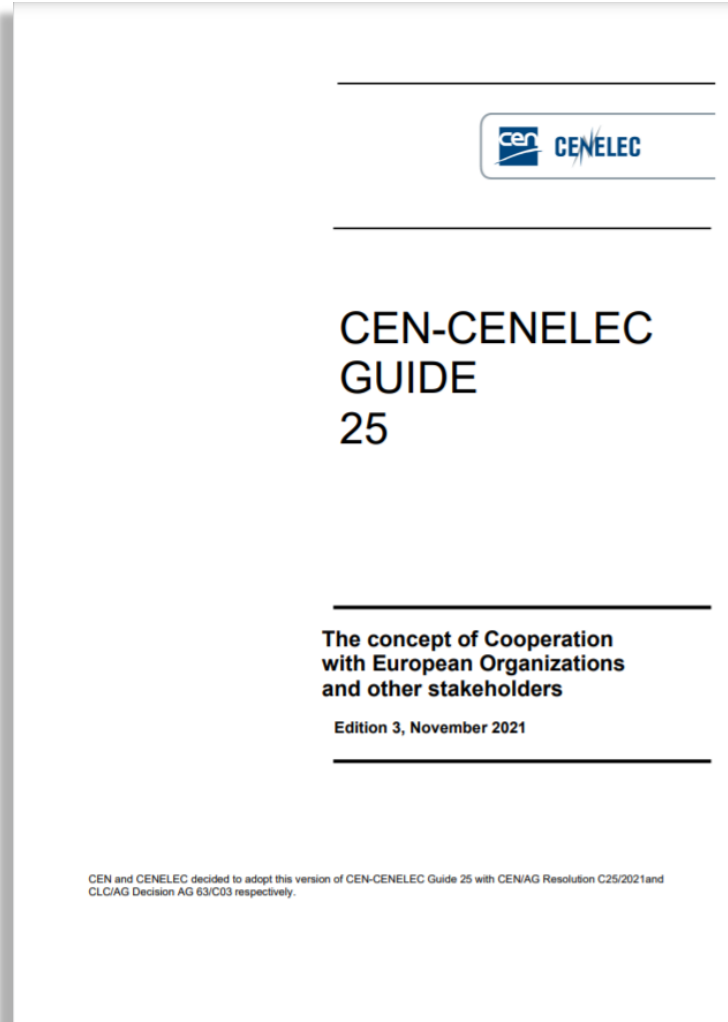 cen CENELEC
CEN-CENELEC
GUIDE
25
The concept of Cooperation
with European Organizations
and other stakeholders
Edition 3, November 2021
CEN and CENELEC decided to adopt this version of CEN-CENELEC Guide 25 with CEN/AG Resolution C25/2021and
CLC/AG Decision AG 63/C03 respectively.